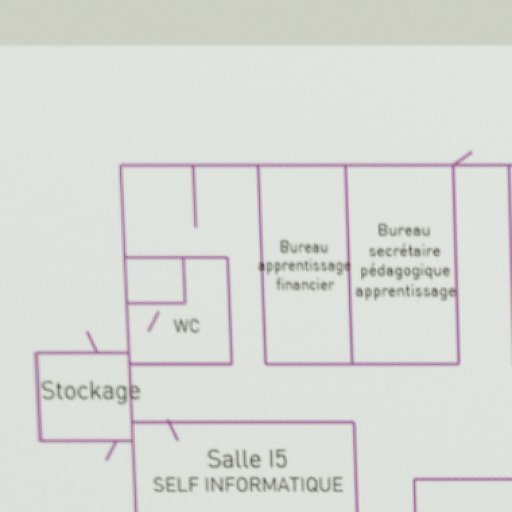 Bureau
apprentissage
financier
Bureau
secrétaire
pédagogique
apprentissage
WC
Stockage
Salle I5
SELF INFORMATIQUE